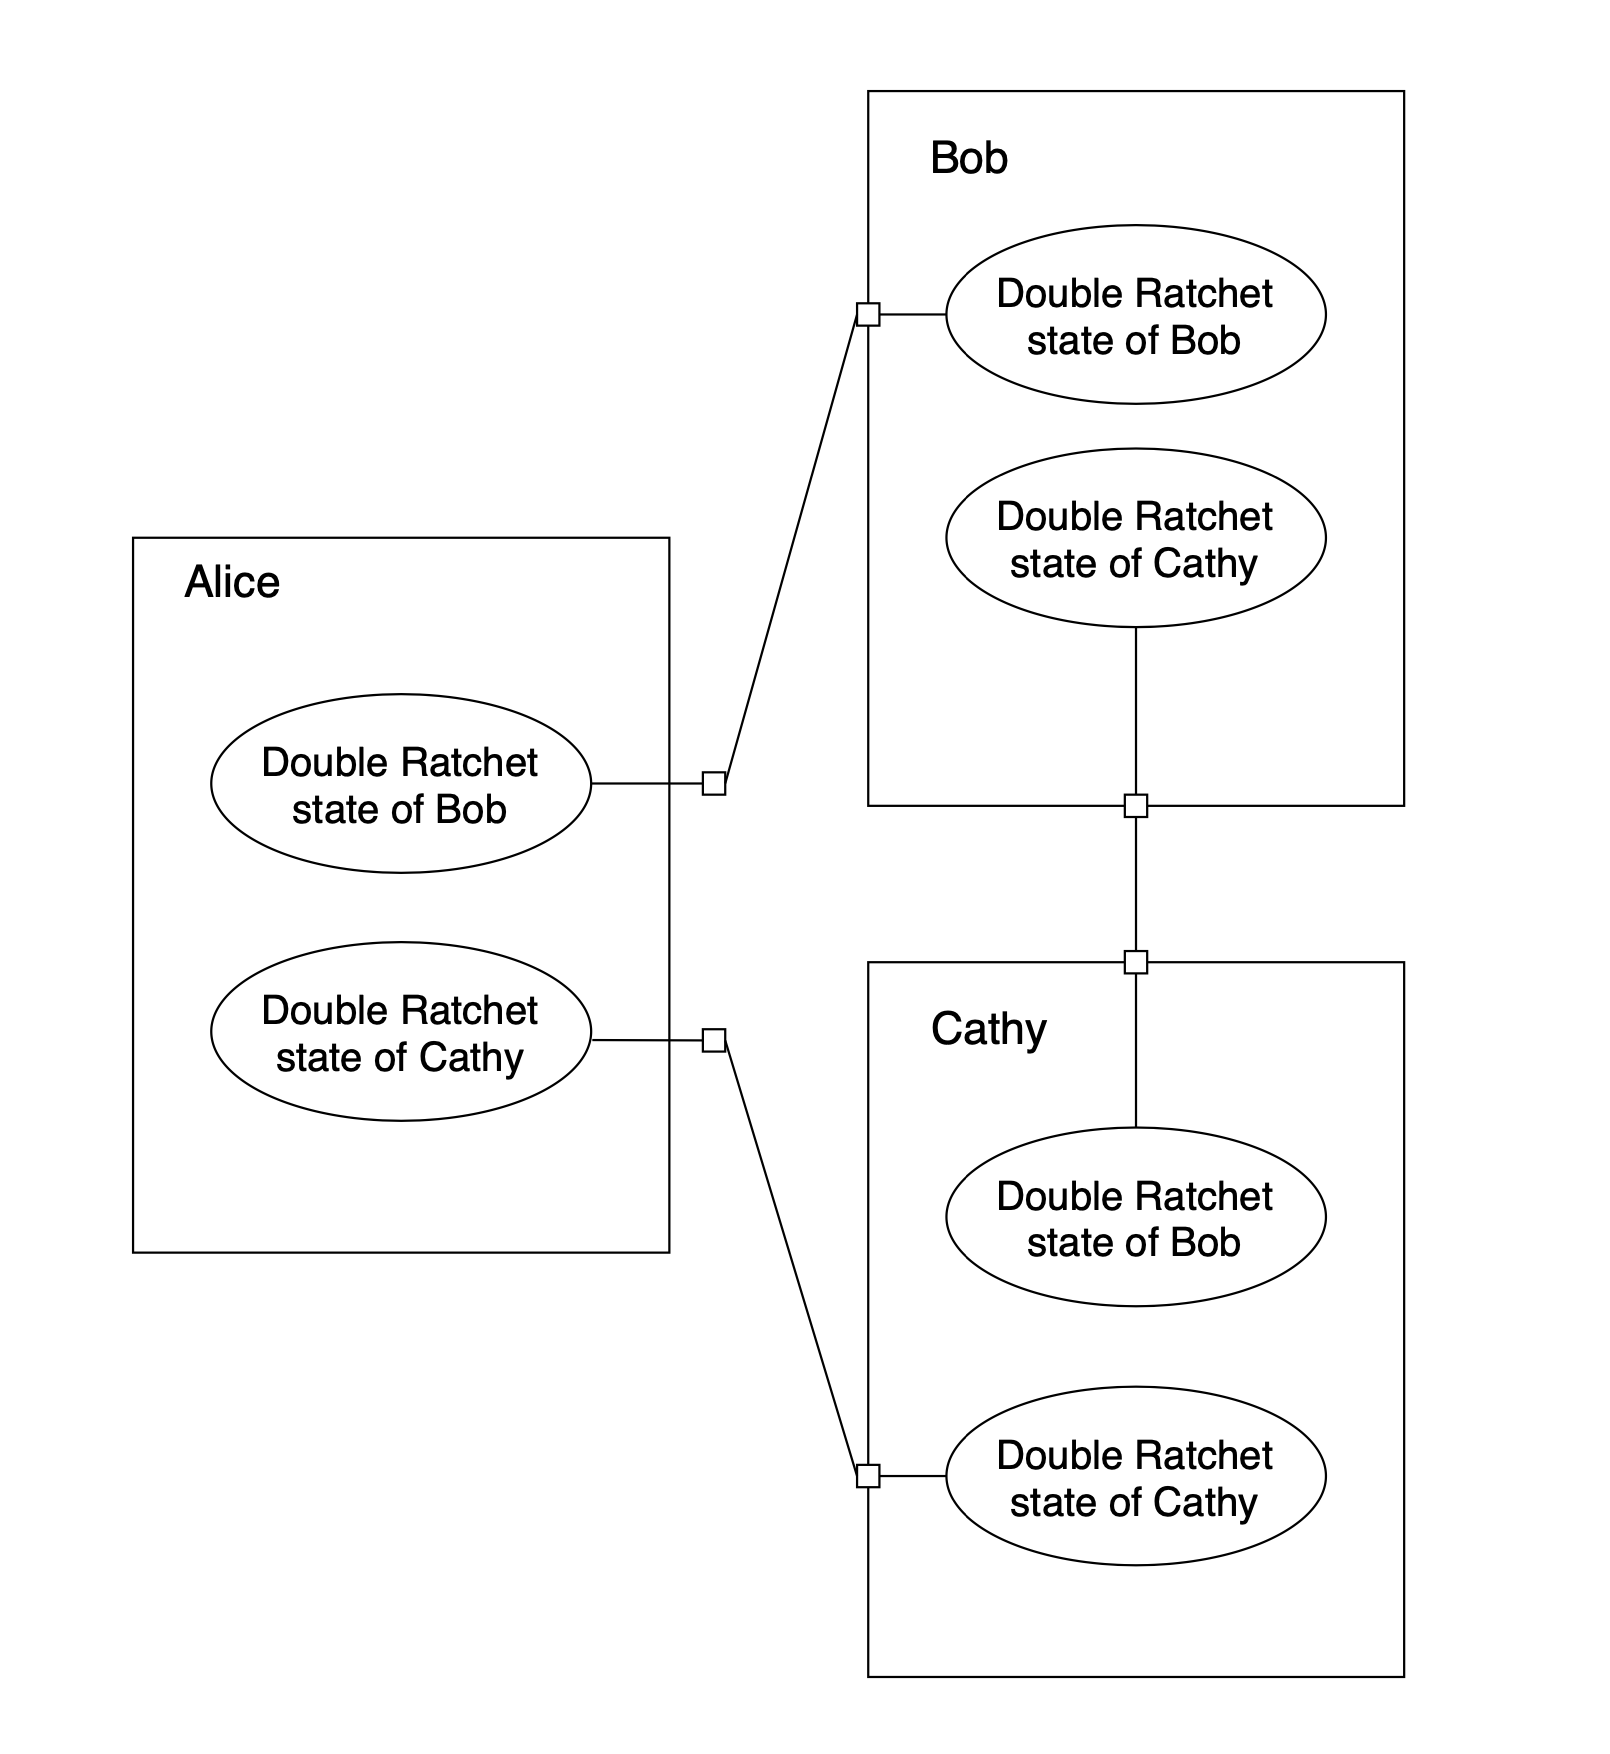 Bob
Double Ratchet
state of Bob
Double Ratchet
state of Cathy
Alice
Double Ratchet
state of Bob
Double Ratchet
state of Cathy
Cathy
Double Ratchet
state of Bob
Double Ratchet
state of Cathy